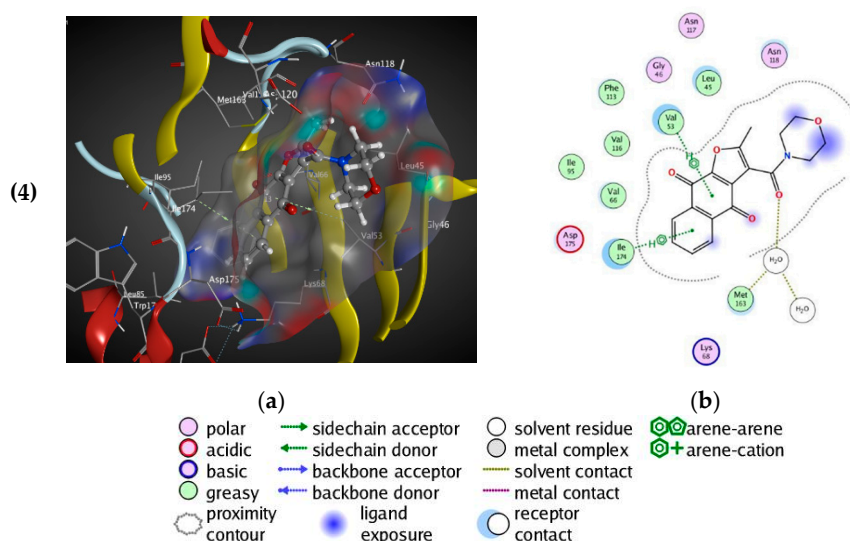 (4)
Asn118
Met163
Ile95
Val66
Leu45
Gly46
Val53
Asp175
Lys68
Leu85
Asn
117
Gly
46
Asn
118
Leu
45
Phe
113
Val
53
Val
116
Ile
95
Val
66
Asp
175
Ile
174
Met
163
Lys
68
H
H
O
O
O
N
O
O
H₂O
H₂O
(a)
(b)
polar
sidechain acceptor
solvent residue
arene-arene
acidic
sidechain donor
metal complex
arene-cation
basic
backbone acceptor
solvent contact
greasy
backbone donor
metal contact
proximity
contour
ligand
exposure
receptor
contact